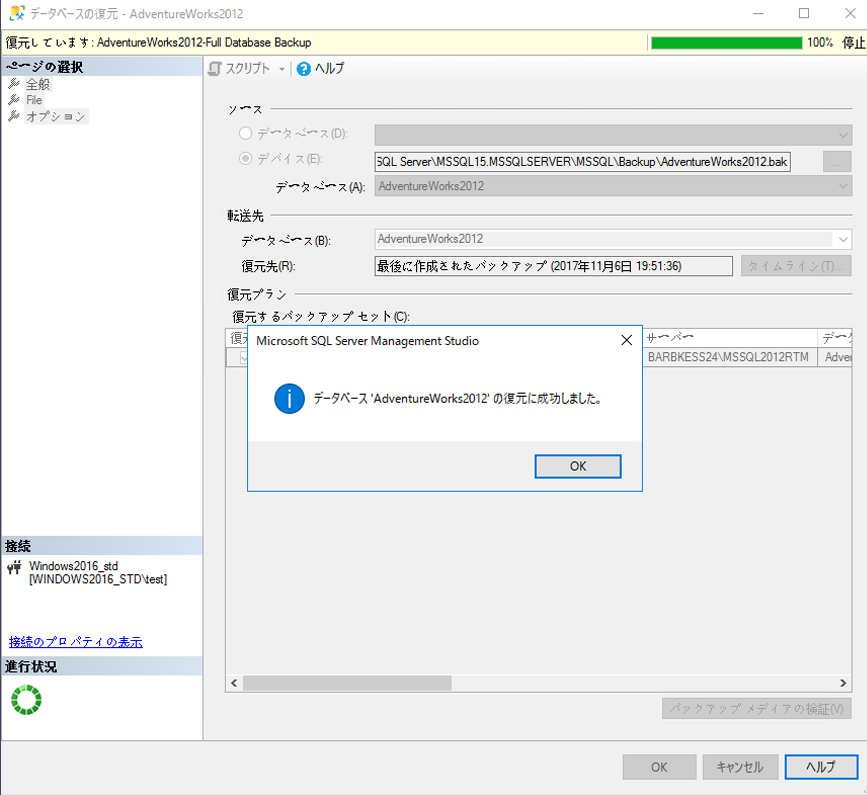 データベースの復元 - AdventureWorks2012
復元しています: AdventureWorks2012-Full Database Backup
100% 停止
ページの選択
全般
File
オプション
スクリプト
ヘルプ
ソース
データベース(D):
デバイス(E):
SQL Server\MSSQL15.MSSQLSERVER\MSSQL\Backup\AdventureWorks2012.bak
...
データベース(A):
AdventureWorks2012
転送先
データベース(B):
AdventureWorks2012
復元先(R):
最後に作成されたバックアップ (2017年11月6日 19:51:36)
タイムライン(T)...
復元プラン
復元するバックアップ セット(C):
サーバー
BARBKESS24\MSSQL2012RTM
Microsoft SQL Server Management Studio
データベース 'AdventureWorks2012' の復元に成功しました。
OK
接続
Windows2016_std
[WINDOWS2016_STD\test]
接続のプロパティの表示
進行状況
バックアップ メディアの検証(V)
OK
キャンセル
ヘルプ